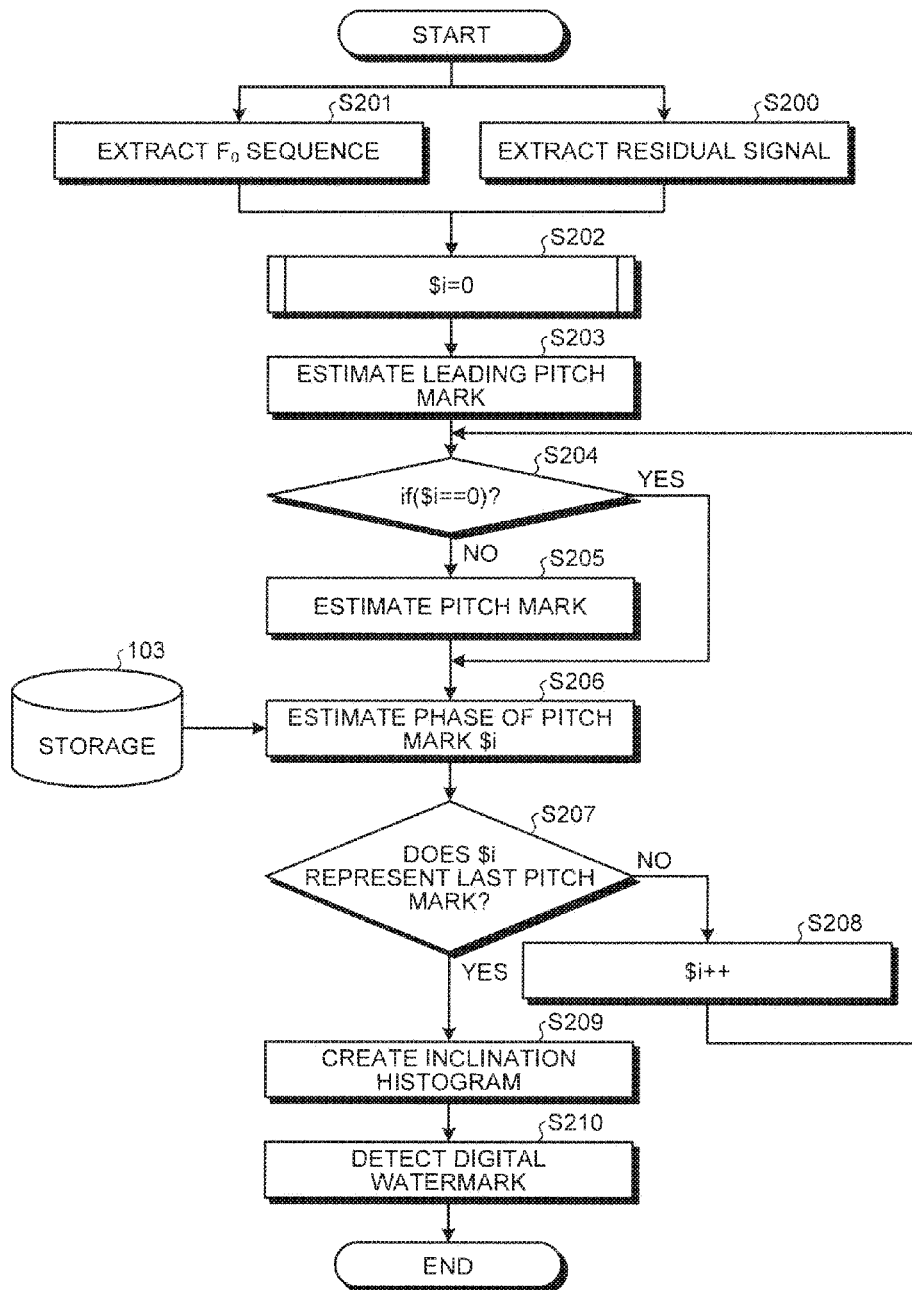 START
S201
EXTRACT F₀ SEQUENCE
S200
EXTRACT RESIDUAL SIGNAL
S202
$i=0
S203
ESTIMATE LEADING PITCH
MARK
S204
if($i==0)?
YES
NO
S205
ESTIMATE PITCH MARK
103
STORAGE
S206
ESTIMATE PHASE OF PITCH
MARK $i
S207
DOES $i
REPRESENT LAST PITCH
MARK?
NO
YES
S208
$i++
S209
CREATE INCLINATION
HISTOGRAM
S210
DETECT DIGITAL
WATERMARK
END